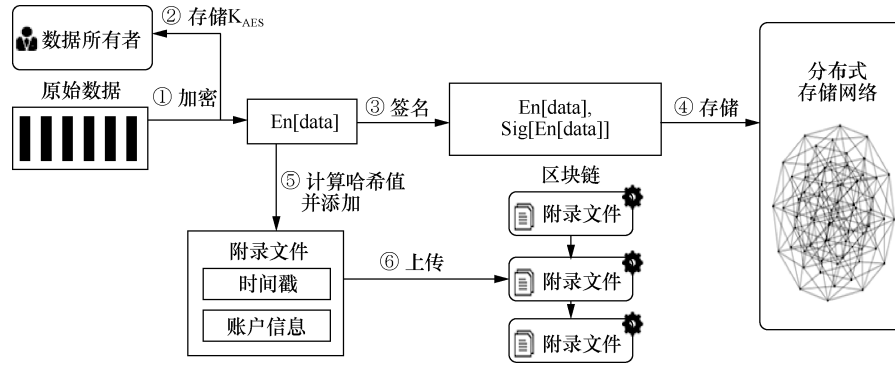 ② 存储K_AES
数据所有者
原始数据
① 加密
En[data]
③ 签名
En[data],
Sig[En[data]]
④ 存储
分布式
存储网络
⑤ 计算哈希值
并添加
附录文件
时间戳
账户信息
⑥ 上传
区块链
附录文件
附录文件
附录文件